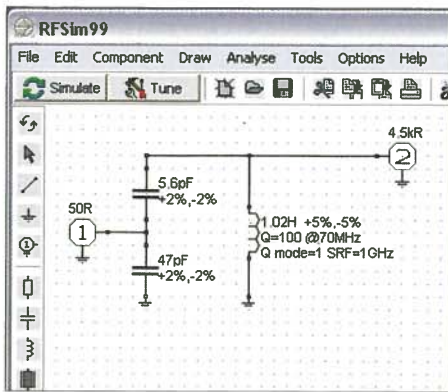 RFSim99
File Edit Component Draw Analyse Tools Options Help
Simulate Tune
4.5kR
2
5.6pF
+2%,-2%
50R
1
1.02H +5%,-5%
Q=100 @70MHz
Q mode=1 SRF=1GHz
47pF
+2%,-2%